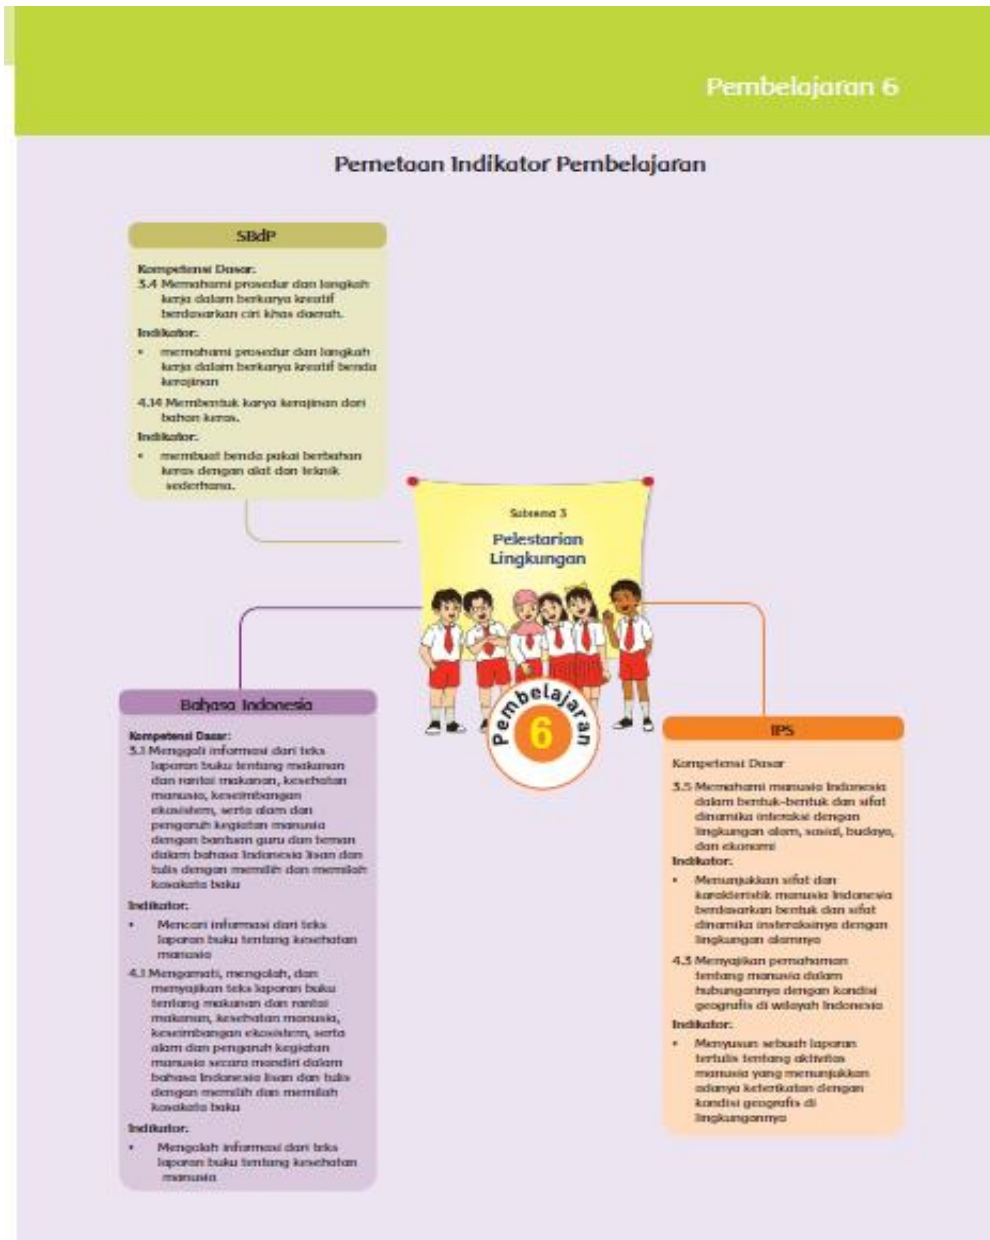 Pembelajaran 6
Pemetaan Indikator Pembelajaran
SBdP
Kompetensi Dasar:
3.4 Memahami prosedur dan langkah
kerja dalam berkarya kreatif
berdasarkan ciri khas daerah.
Indikator:
• memahami prosedur dan langkah
kerja dalam berkarya kreatif benda
kerajinan
4.14 Membentuk karya kerajinan dari
bahan keras.
Indikator:
• membuat benda pakai berbahan
keras dengan alat dan teknik
sederhana.
Subtema 3
Pelestarian
Lingkungan
Pembelajaran
6
Bahasa Indonesia
Kompetensi Dasar:
3.1 Menggali informasi dari teks
laporan buku tentang makanan
dan rantai makanan, kesehatan
manusia, keseimbangan
ekosistem, serta alam dan
pengaruh kegiatan manusia
dengan bantuan guru dan teman
dalam bahasa Indonesia lisan dan
tulis dengan memilih dan memilah
kosakata baku
Indikator:
• Mencari informasi dari teks
laporan buku tentang kesehatan
manusia
4.1 Mengamati, mengolah, dan
menyajikan teks laporan buku
tentang makanan dan rantai
makanan, kesehatan manusia,
keseimbangan ekosistem, serta
alam dan pengaruh kegiatan
manusia secara mandiri dalam
bahasa Indonesia lisan dan tulis
dengan memilih dan memilah
kosakata baku
Indikator:
• Mengolah informasi dari teks
laporan buku tentang kesehatan
manusia
IPS
Kompetensi Dasar
3.5 Memahami manusia Indonesia
dalam bentuk-bentuk dan sifat
dinamika interaksi dengan
lingkungan alam, sosial, budaya,
dan ekonomi
Indikator:
• Menunjukkan sifat dan
karakteristik manusia Indonesia
berdasarkan bentuk dan sifat
dinamika insteraksinya dengan
lingkungan alamnya
4.3 Menyajikan pemahaman
tentang manusia dalam
hubungannya dengan kondisi
geografis di wilayah Indonesia
Indikator:
• Menyusun sebuah laporan
tertulis tentang aktivitas
manusia yang menunjukkan
adanya keterikatan dengan
kondisi geografis di
lingkungannya